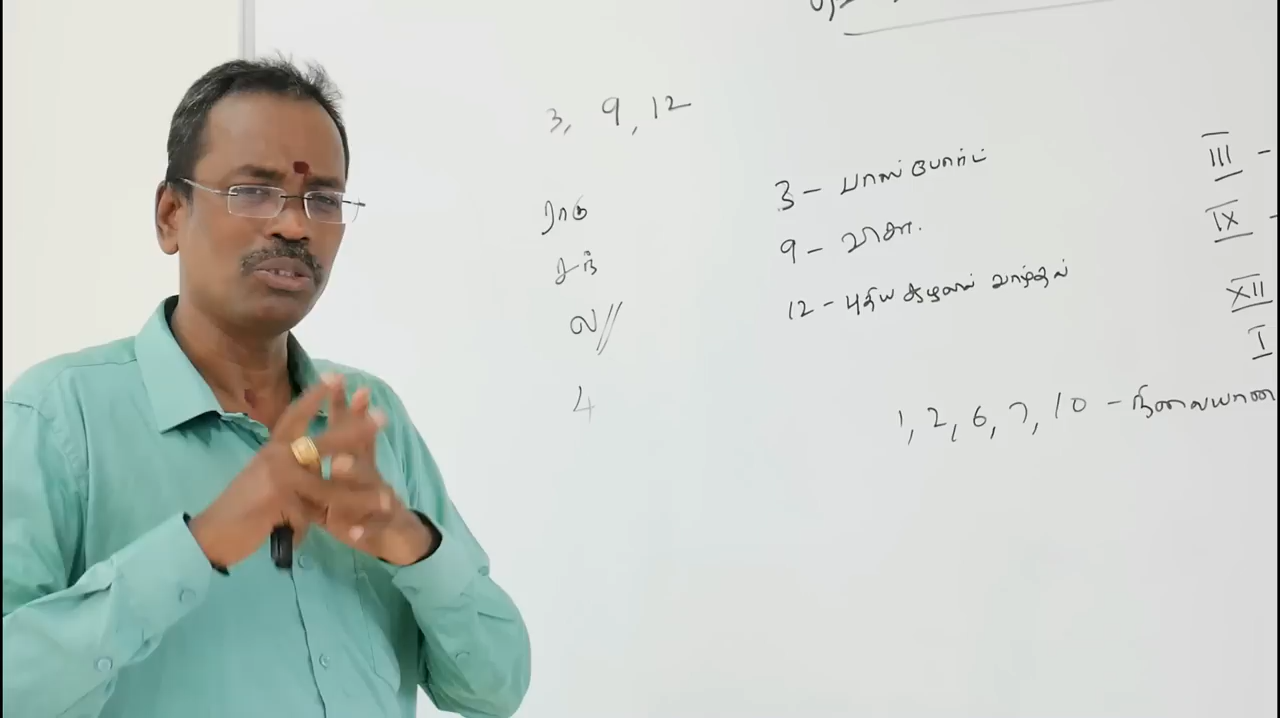 3, 9, 12
ராகு
சந்
ல//
4
3 - பாஸ்போர்ட்
9 - விசா.
12 - புதிய சூழலில் வாழ்தல்
III -
IX -
XII
I
1, 2, 6, 7, 10 - நிலையான